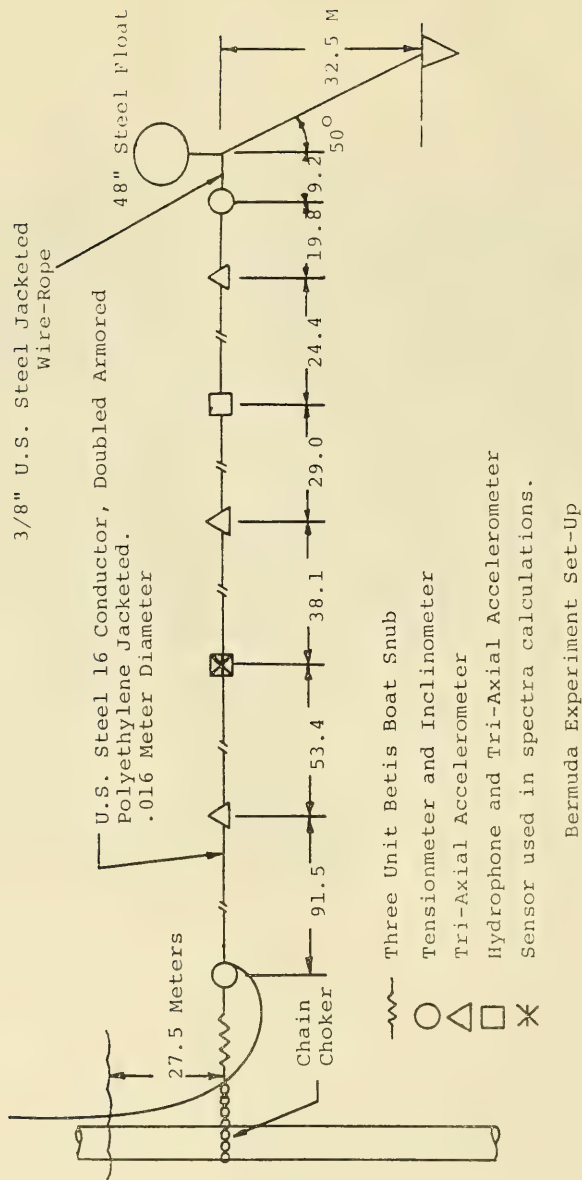 3/8" U.S. Steel Jacketed
Wire-Rope
48" Steel Float
U.S. Steel 16 Conductor, Doubled Armored
Polyethylene Jacketed.
.016 Meter Diameter
27.5 Meters
Chain
Choker
91.5
53.4
38.1
29.0
24.4
19.8
9.2
50°
32.5 M
Three Unit Betis Boat Snub
Tensionmeter and Inclinometer
Tri-Axial Accelerometer
Hydrophone and Tri-Axial Accelerometer
Sensor used in spectra calculations.
Bermuda Experiment Set-Up